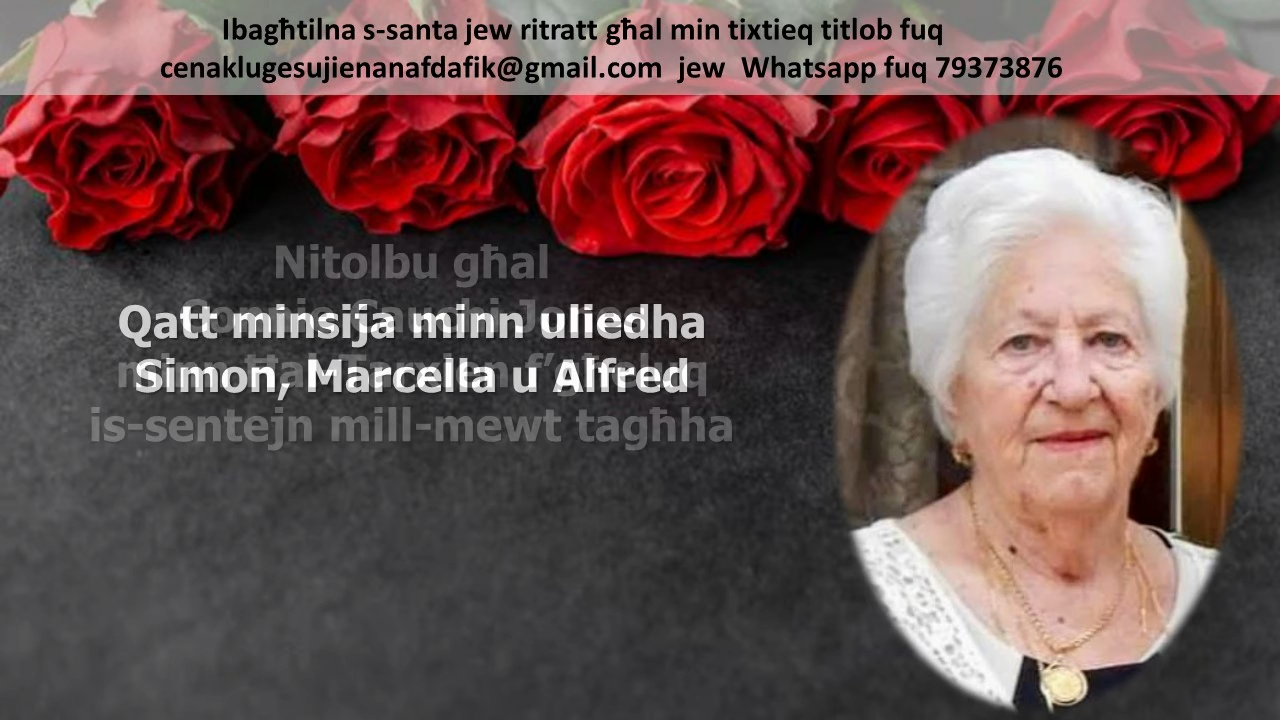 Ibagħtilna s-santa jew ritratt għal min tixtieq titlob fuq
cenaklugesujienanafdafik@gmail.com jew Whatsapp fuq 79373876
Nitolbu għal
Qatt minsija minn uliedha
Simon, Marcella u Alfred
is-sentejn mill-mewt tagħha